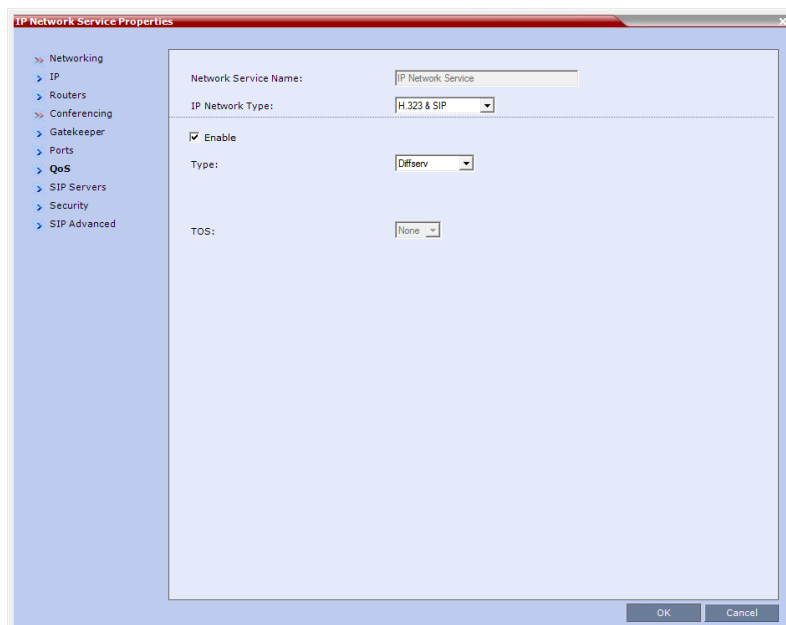 IP Network Service Properties
Networking
IP
Routers
Conferencing
Gatekeeper
Ports
QoS
SIP Servers
Security
SIP Advanced
Network Service Name: IP Network Service
IP Network Type: H.323 & SIP
Enable
Type: Diffserv
TOS: None
OK Cancel